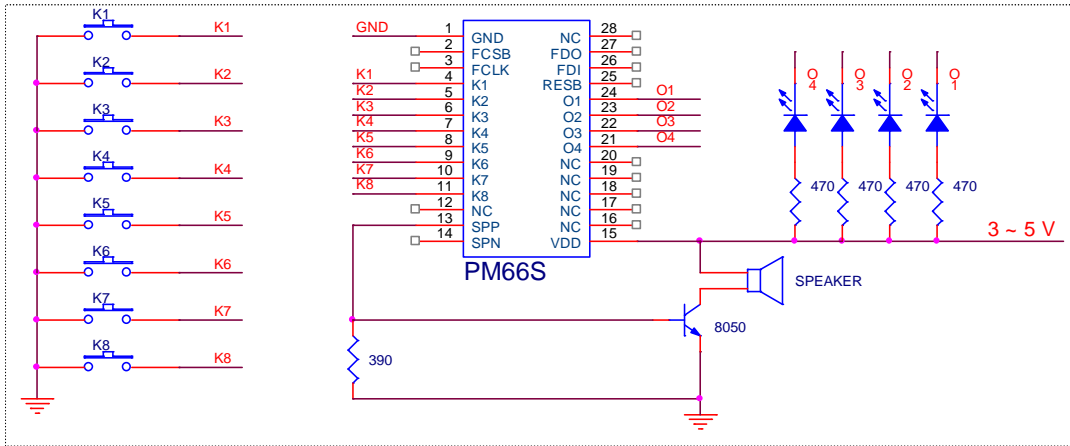 K1 K1
K2 K2
K3 K3
K4 K4
K5 K5
K6 K6
K7 K7
K8 K8
GND 1 GND
2 FCSB
3 FCLK
K1 4 K1
K2 5 K2
K3 6 K3
K4 7 K4
K5 8 K5
K6 9 K6
K7 10 K7
K8 11 K8
12 NC
13 SPP
14 SPN
NC 28
FDO 27
FDI 26
RESB 25
O1 24 O1
O2 23 O2
O3 22 O3
O4 21 O4
NC 20
NC 19
NC 18
NC 17
NC 16
VDD 15
PM66S
O4 O3 O2 O1
470 470 470 470
3 ~ 5 V
SPEAKER
8050
390